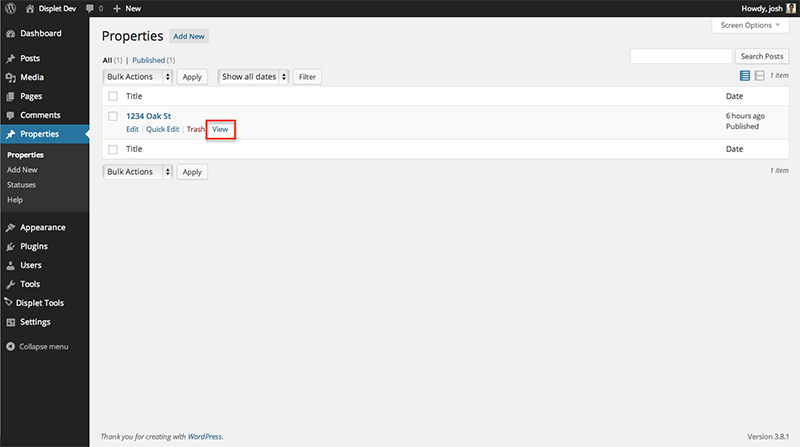 Displet Dev 0 New Howdy, josh
Dashboard
Posts
Media
Pages
Comments
Properties
Properties
Add New
Statuses
Help
Appearance
Plugins
Users
Tools
Displet Tools
Settings
Collapse menu
Screen Options
Properties Add New
All (1) | Published (1)
Search Posts
Bulk Actions Apply Show all dates Filter 1 item
Title Date
1234 Oak St 6 hours ago
Edit | Quick Edit | Trash View Published
Title Date
Bulk Actions Apply 1 item
Thank you for creating with WordPress. Version 3.8.1